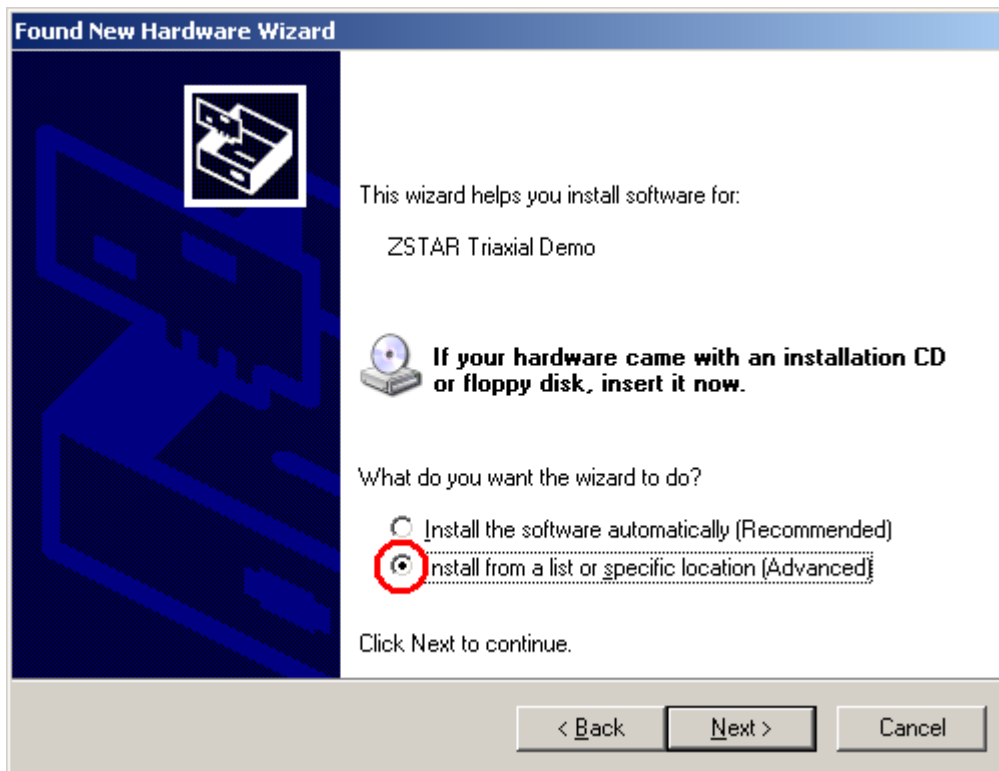 Found New Hardware Wizard
This wizard helps you install software for:
ZSTAR Triaxial Demo
If your hardware came with an installation CD
or floppy disk, insert it now.
What do you want the wizard to do?
Install the software automatically (Recommended)
Install from a list or specific location (Advanced)
Click Next to continue.
< Back Next > Cancel